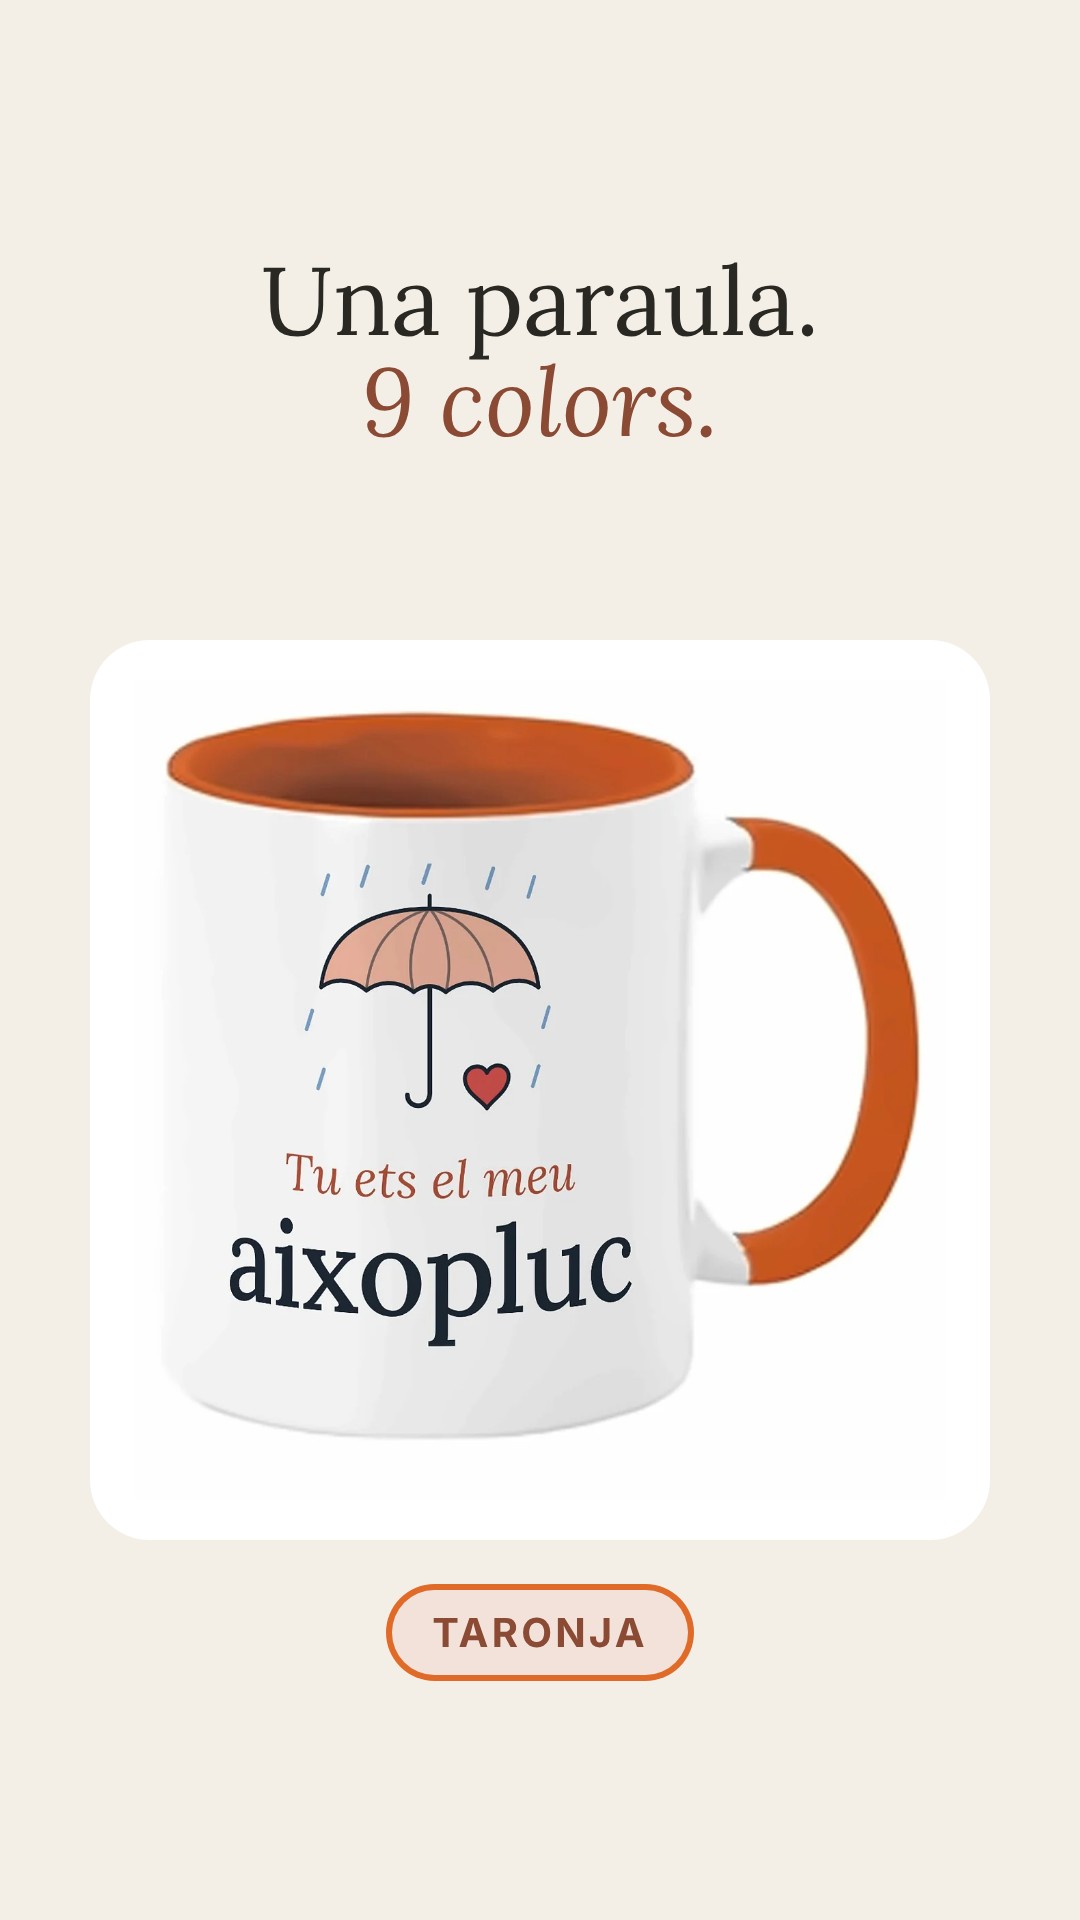 Una paraula.
9 colors.
Tu ets el meu
aixopluc
TARONJA